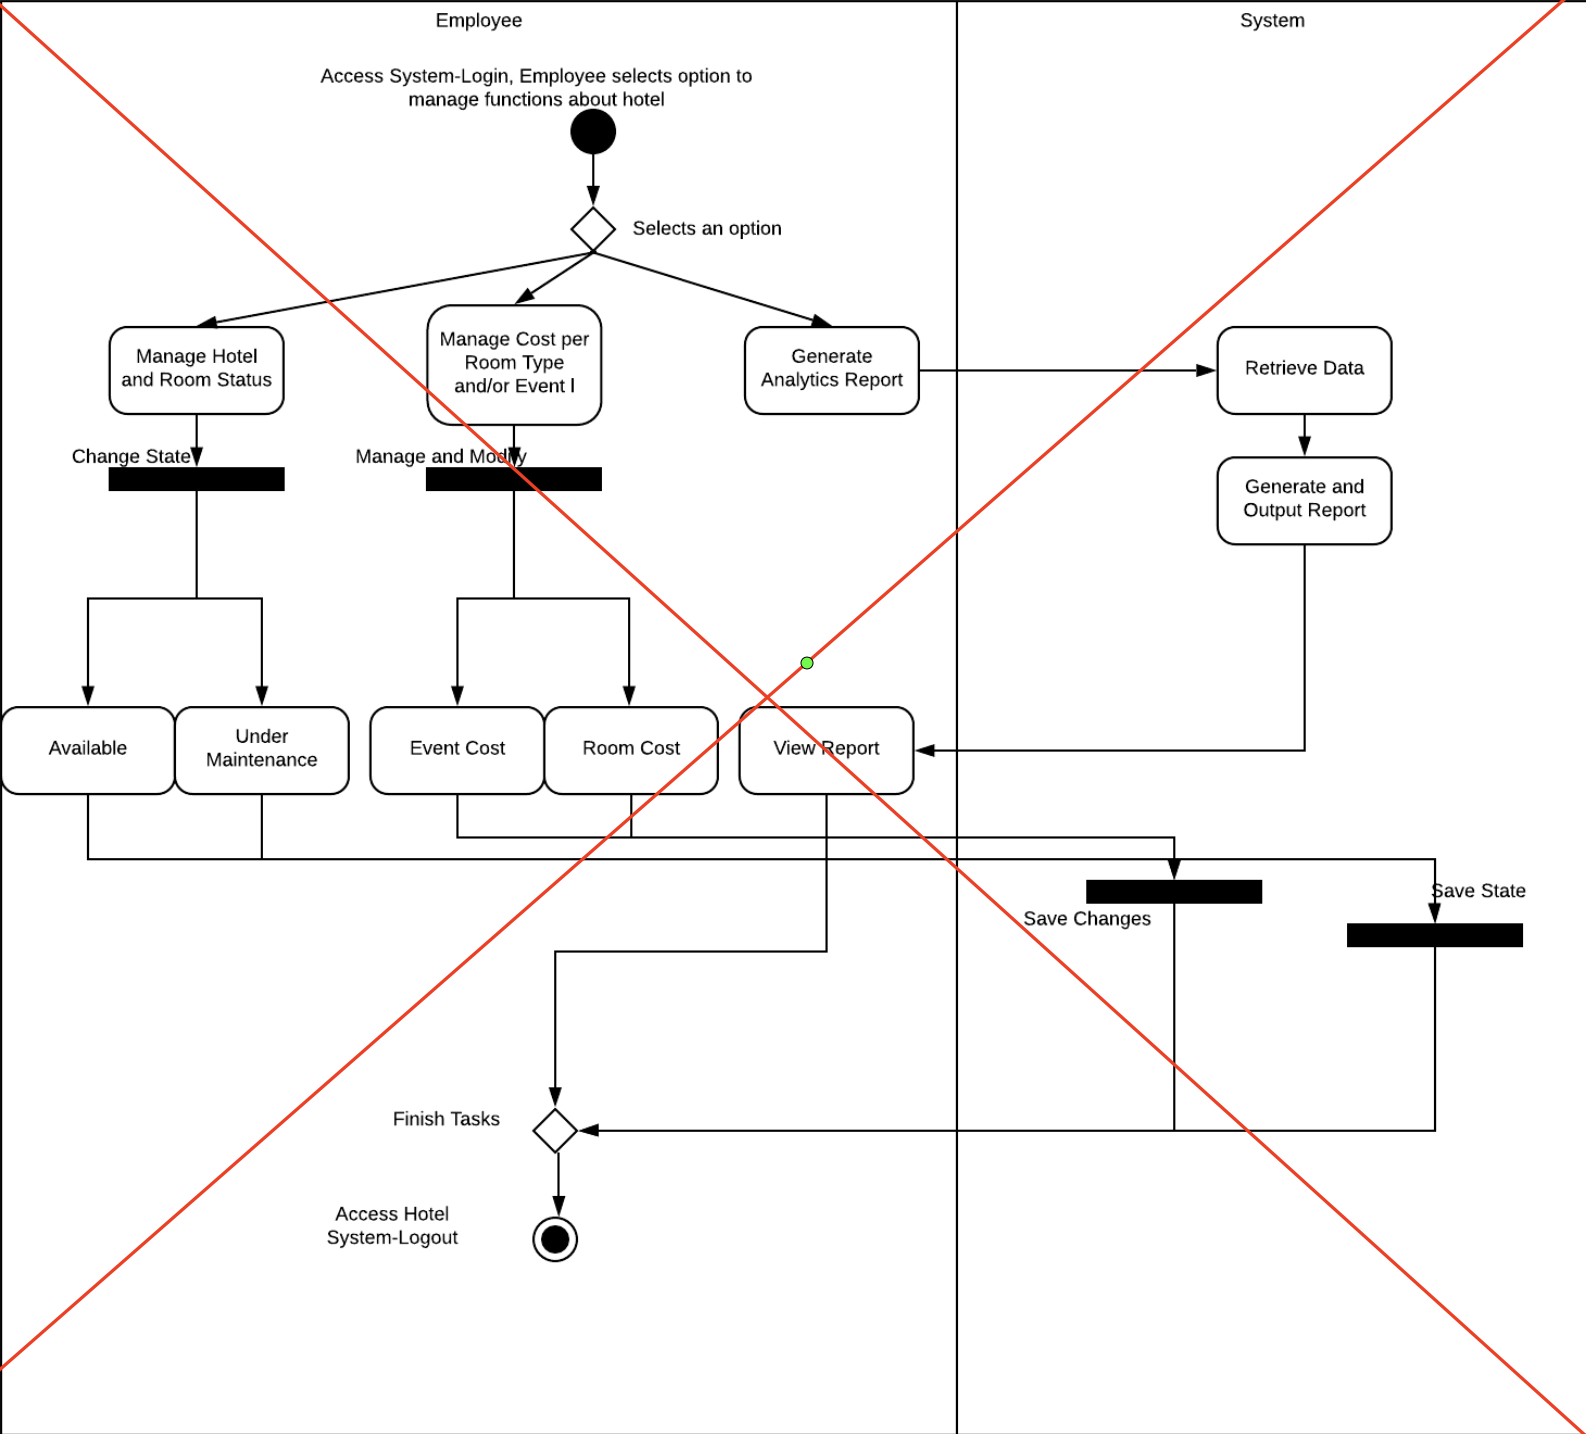 Employee
System
Access System-Login, Employee selects option to
manage functions about hotel
Selects an option
Manage Hotel
and Room Status
Manage Cost per
Room Type
and/or Event l
Generate
Analytics Report
Retrieve Data
Change State
Manage and Modify
Generate and
Output Report
Available
Under
Maintenance
Event Cost
Room Cost
View Report
Save State
Save Changes
Finish Tasks
Access Hotel
System-Logout